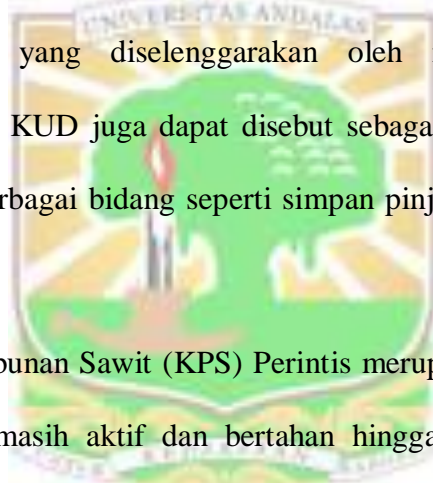 UNIVERSITAS ANDALAS
yang diselenggarakan oleh
KUD juga dapat disebut sebaga
rbagai bidang seperti simpan pinj
bunan Sawit (KPS) Perintis merup
masih aktif dan bertahan hingga